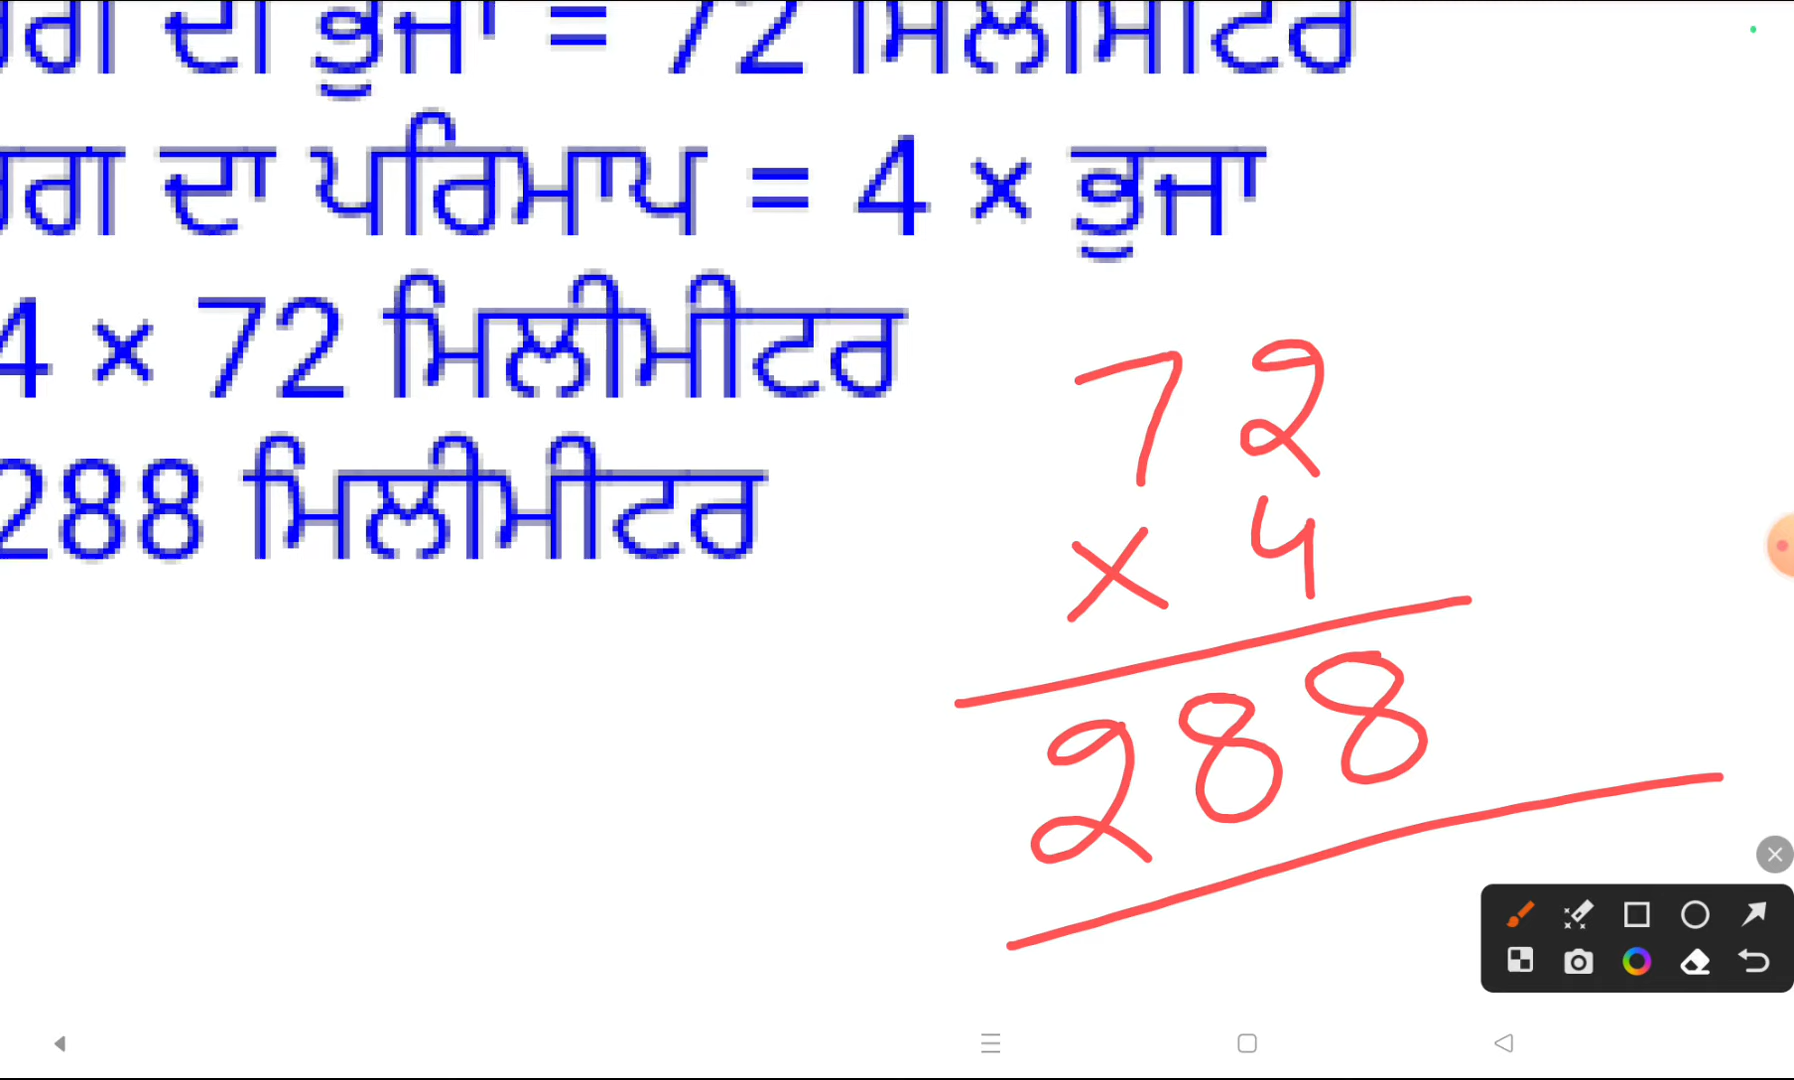 ਦੀ ਭੁਜਾ = 72 ਮਿਲੀਮੀਟਰ
ਦਾ ਪਰਿਮਾਪ = 4 × ਭੁਜਾ
4 × 72 ਮਿਲੀਮੀਟਰ
288 ਮਿਲੀਮੀਟਰ
72
× 4
288